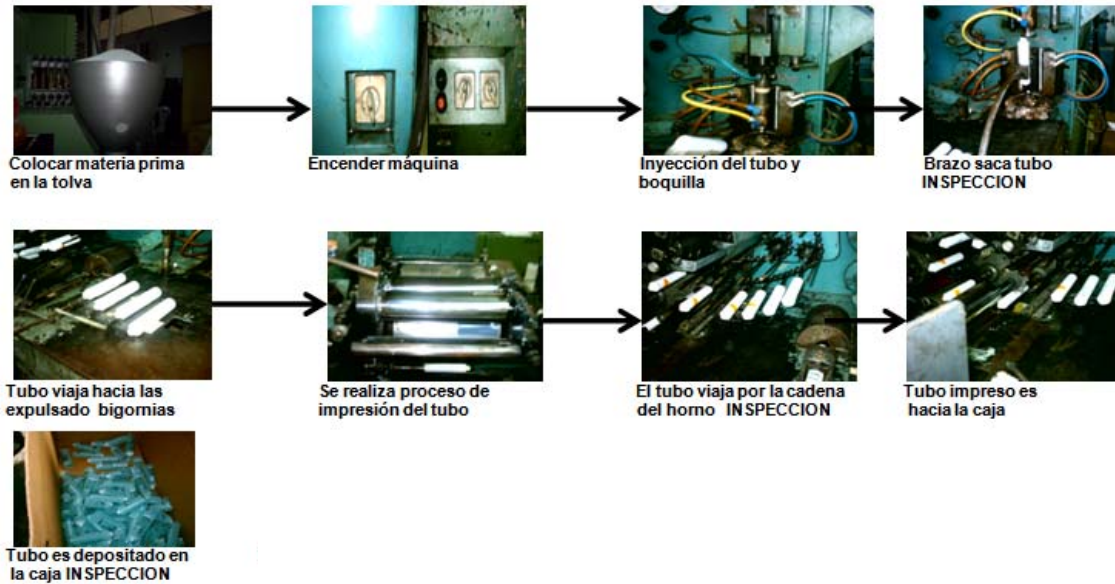 Colocar materia prima
en la tolva
Encender máquina
Inyección del tubo y
boquilla
Brazo saca tubo
INSPECCION
Tubo viaja hacia las
expulsado bigornias
Se realiza proceso de
impresión del tubo
El tubo viaja por la cadena
del horno INSPECCION
Tubo impreso es
hacia la caja
Tubo es depositado en
la caja INSPECCION